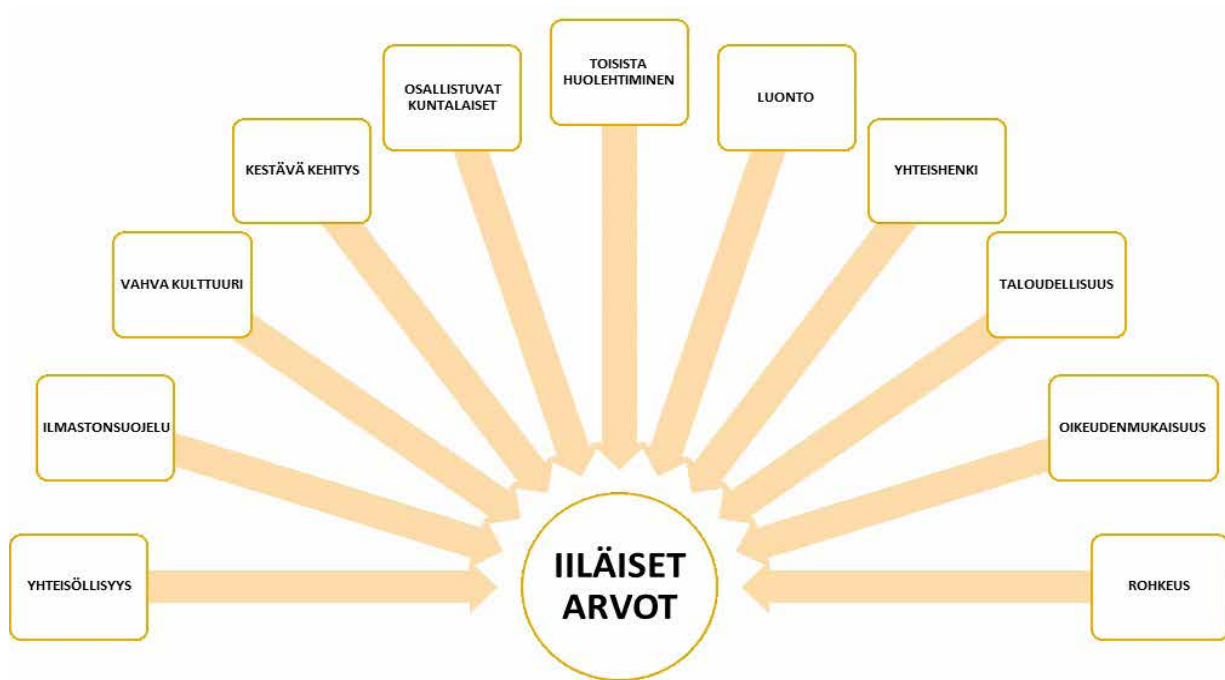 YHTEISÖLLISYYS
ILMASTONSUOJELU
VAHVA KULTTUURI
KESTÄVÄ KEHITYS
OSALLISTUVAT
KUNTALAISET
TOISISTA
HUOLEHTIMINEN
LUONTO
YHTEISHENKI
TALOUDELLISUUS
OIKEUDENMUKAISUUS
ROHKEUS
IILÄISET
ARVOT